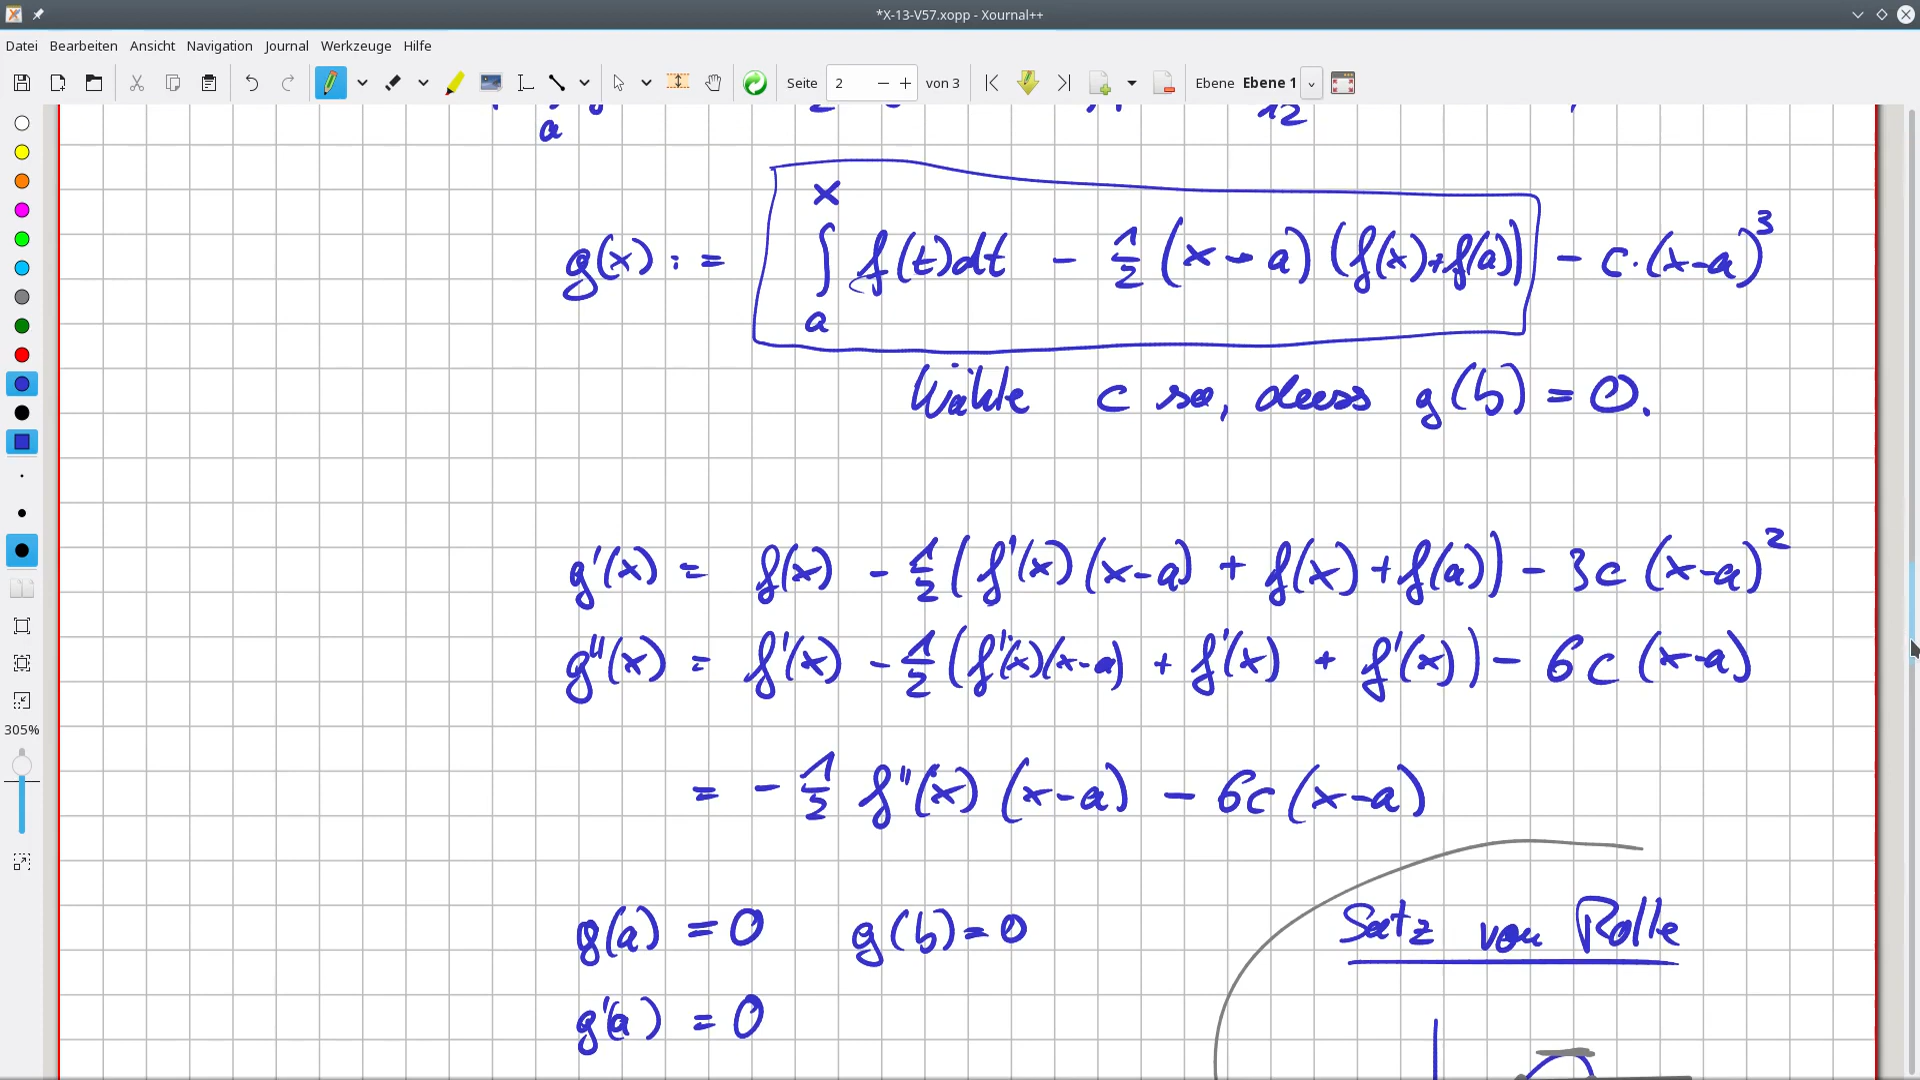 *X-13-V57.xopp - Xournal++
Datei Bearbeiten Ansicht Navigation Journal Werkzeuge Hilfe
Seite 2 von 3 Ebene Ebene 1
a
g(x) := ∫ₐˣ f(t)dt - 1/2 (x-a) (f(x)+f(a)) - c·(x-a)³
Wähle c so, dass g(b) = 0.
g'(x) = f(x) - 1/2 (f'(x)(x-a) + f(x) + f(a)) - 3c (x-a)²
g''(x) = f'(x) - 1/2 (f''(x)(x-a) + f'(x) + f'(x)) - 6c (x-a)
= - 1/2 f''(x) (x-a) - 6c (x-a)
305%
g(a) = 0 g(b) = 0
Satz von Rolle
g'(a) = 0